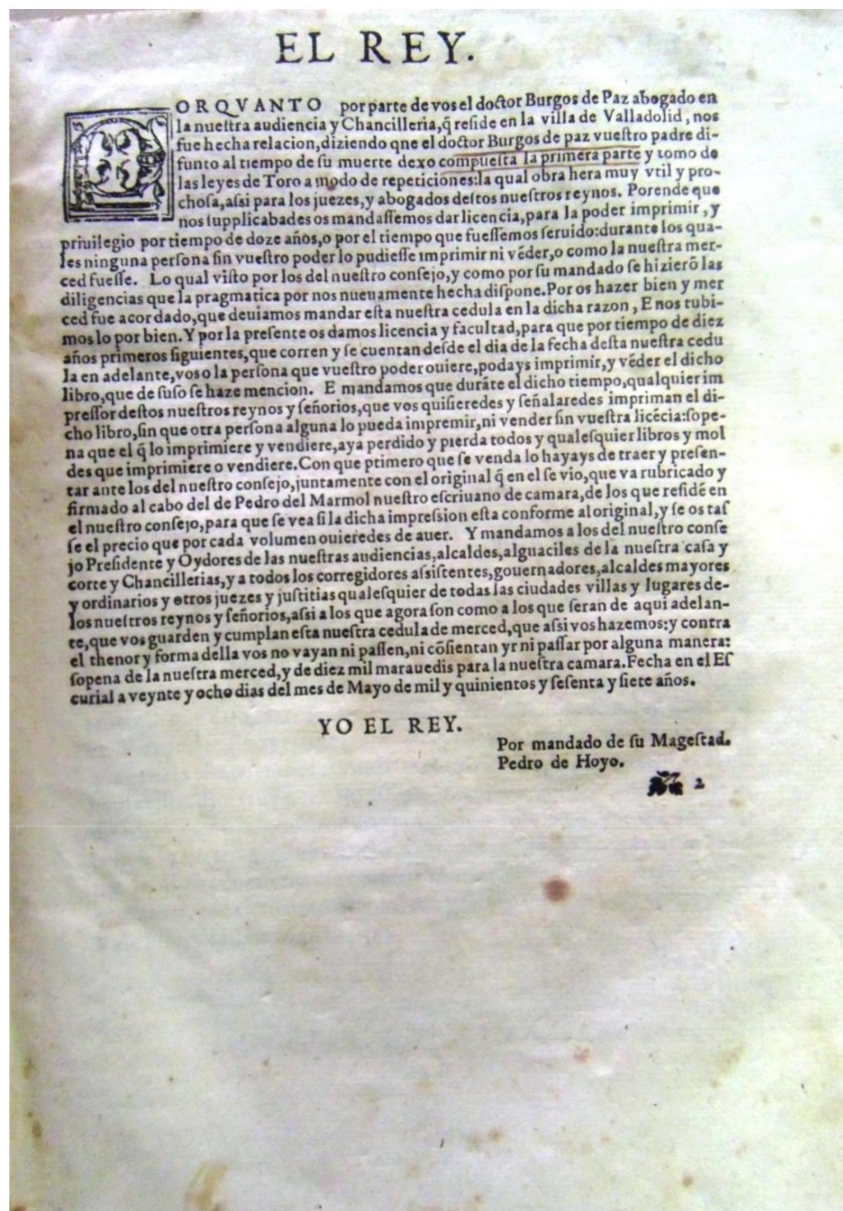 EL REY.
PORQVANTO por parte de vos el doctor Burgos de Paz abogado en
la nuestra audiencia y Chancilleria, q̃ reside en la villa de Valladolid, nos
fue hecha relacion, diziendo que el doctor Burgos de paz vuestro padre di-
funto al tiempo de su muerte dexo compuesta la primera parte y tomo de
las leyes de Toro a modo de repeticiones: la qual obra hera muy vtil y pro-
chosa, assi para los juezes, y abogados destos nuestros reynos. Porende que
nos supplicabades os mandassemos dar licencia, para la poder imprimir, y
priuilegio por tiempo de doze años, o por el tiempo que fuessemos seruido: durante los qua-
les ninguna persona sin vuestro poder lo pudiesse imprimir ni vẽder, o como la nuestra mer-
ced fuesse. Lo qual visto por los del nuestro consejo, y como por su mandado se hizierõ las
diligencias que la pragmatica por nos nueuamente hecha dispone. Por os hazer bien y mer
ced fue acordado, que deuiamos mandar esta nuestra cedula en la dicha razon, E nos tubi-
mos lo por bien. Y por la presente os damos licencia y facultad, para que por tiempo de diez
años primeros siguientes, que corren y se cuentan desde el dia de la fecha desta nuestra cedu
la en adelante, vos o la persona que vuestro poder ouiere, podays imprimir, y vẽder el dicho
libro, que de suso se haze mencion. E mandamos que durãte el dicho tiempo, qualquier im
pressor destos nuestros reynos y señorios, que vos quisieredes y señalaredes impriman el di-
cho libro, sin que otra persona alguna lo pueda impremir, ni vender sin vuestra licẽcia: sope-
na que el q̃ lo imprimiere y vendiere, aya perdido y pierda todos y qualesquier libros y mol
des que imprimiere o vendiere. Con que primero que se venda lo hayays de traer y presen-
tar ante los del nuestro consejo, juntamente con el original q̃ en el se vio, que va rubricado y
firmado al cabo del de Pedro del Marmol nuestro escriuano de camara, de los que residẽ en
el nuestro consejo, para que se vea si la dicha impression esta conforme al original, y se os tas
se el precio que por cada volumen ouieredes de auer. Y mandamos a los del nuestro conse
jo Presidente y Oydores de las nuestras audiencias, alcaldes, alguaciles de la nuestra casa y
corte y Chancillerias, y a todos los corregidores assistentes, gouernadores, alcaldes mayores
y ordinarios y otros juezes y justitias qualesquier de todas las ciudades villas y lugares de-
los nuestros reynos y señorios, assi a los que agora son como a los que seran de aqui adelan-
te, que vos guarden y cumplan esta nuestra cedula de merced, que assi vos hazemos: y contra
el thenor y forma della vos no vayan ni passen, ni cõsientan yr ni passar por alguna manera:
sopena de la nuestra merced, y de diez mil marauedis para la nuestra camara. Fecha en el Es
curial a veynte y ocho dias del mes de Mayo de mil y quinientos y sesenta y siete años.
YO EL REY.
Por mandado de su Magestad.
Pedro de Hoyo.
2